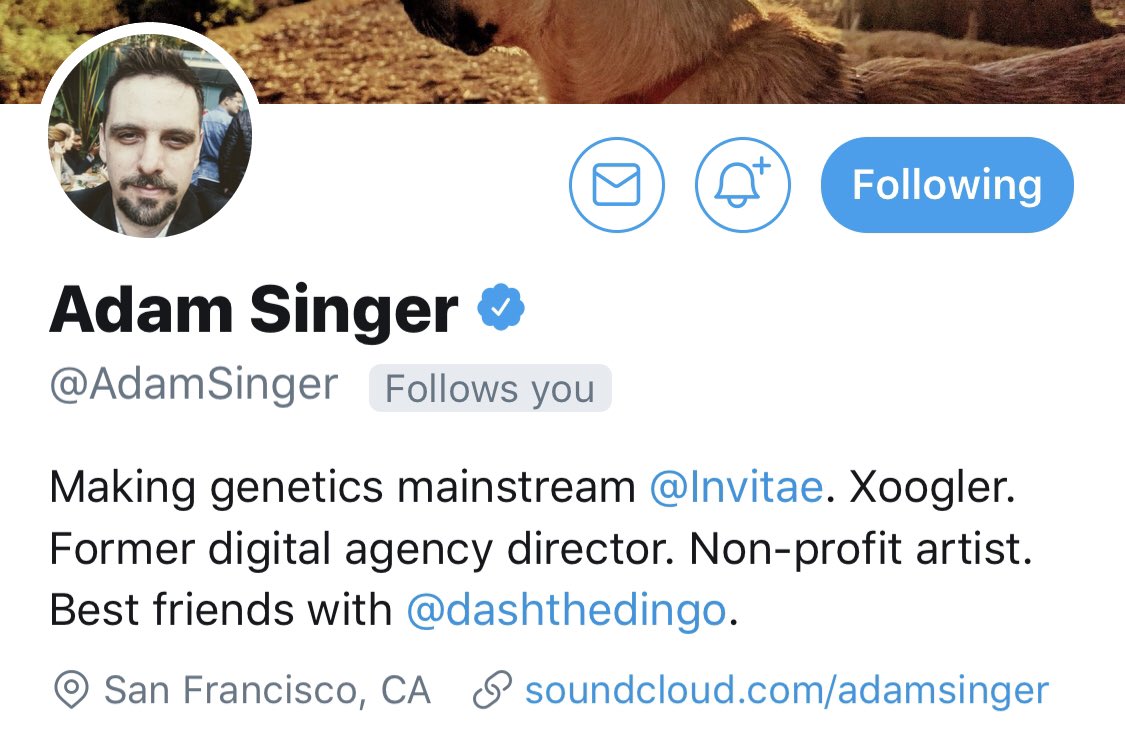 Following
Adam Singer
@AdamSinger Follows you
Making genetics mainstream @Invitae. Xoogler.
Former digital agency director. Non-profit artist.
Best friends with @dashthedingo.
San Francisco, CA soundcloud.com/adamsinger